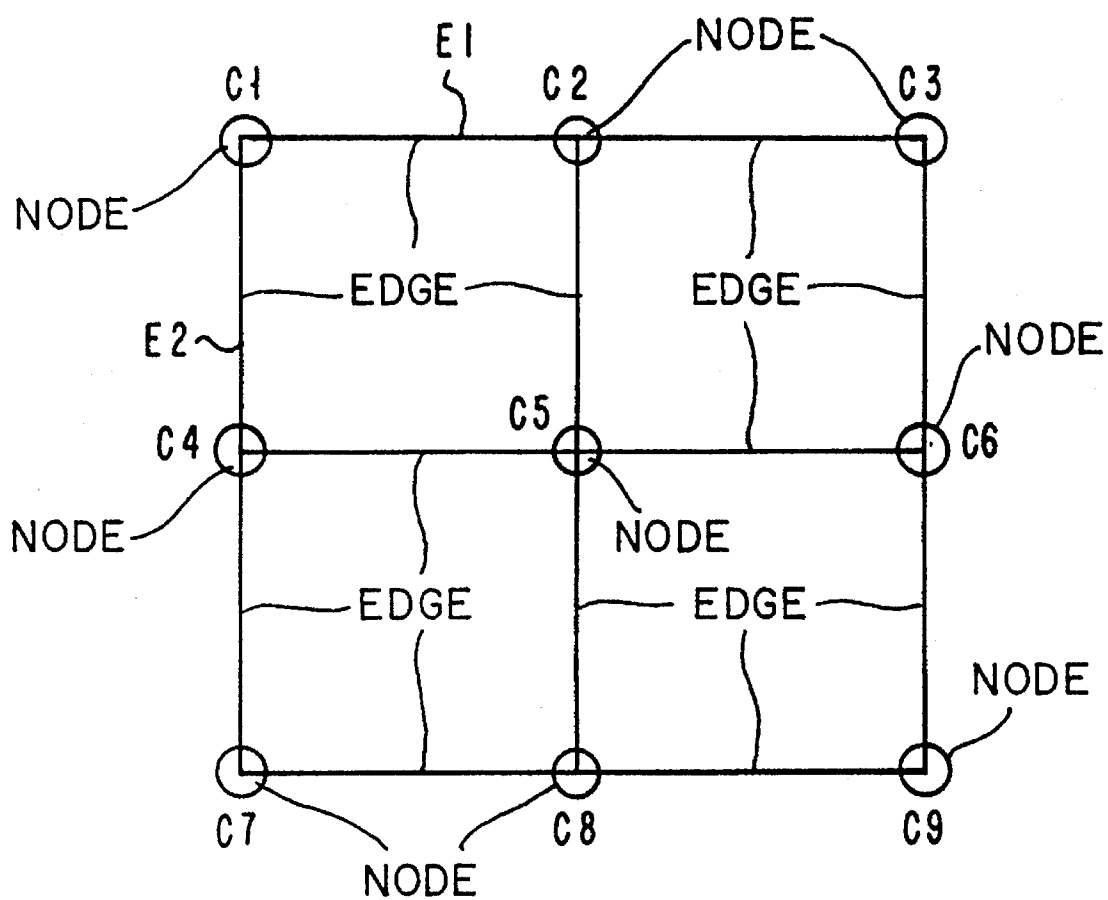 E1 NODE
C1 C2 C3
NODE
EDGE EDGE
E2 NODE
C4 C5 C6
NODE NODE
EDGE EDGE
NODE
C7 C8 C9
NODE